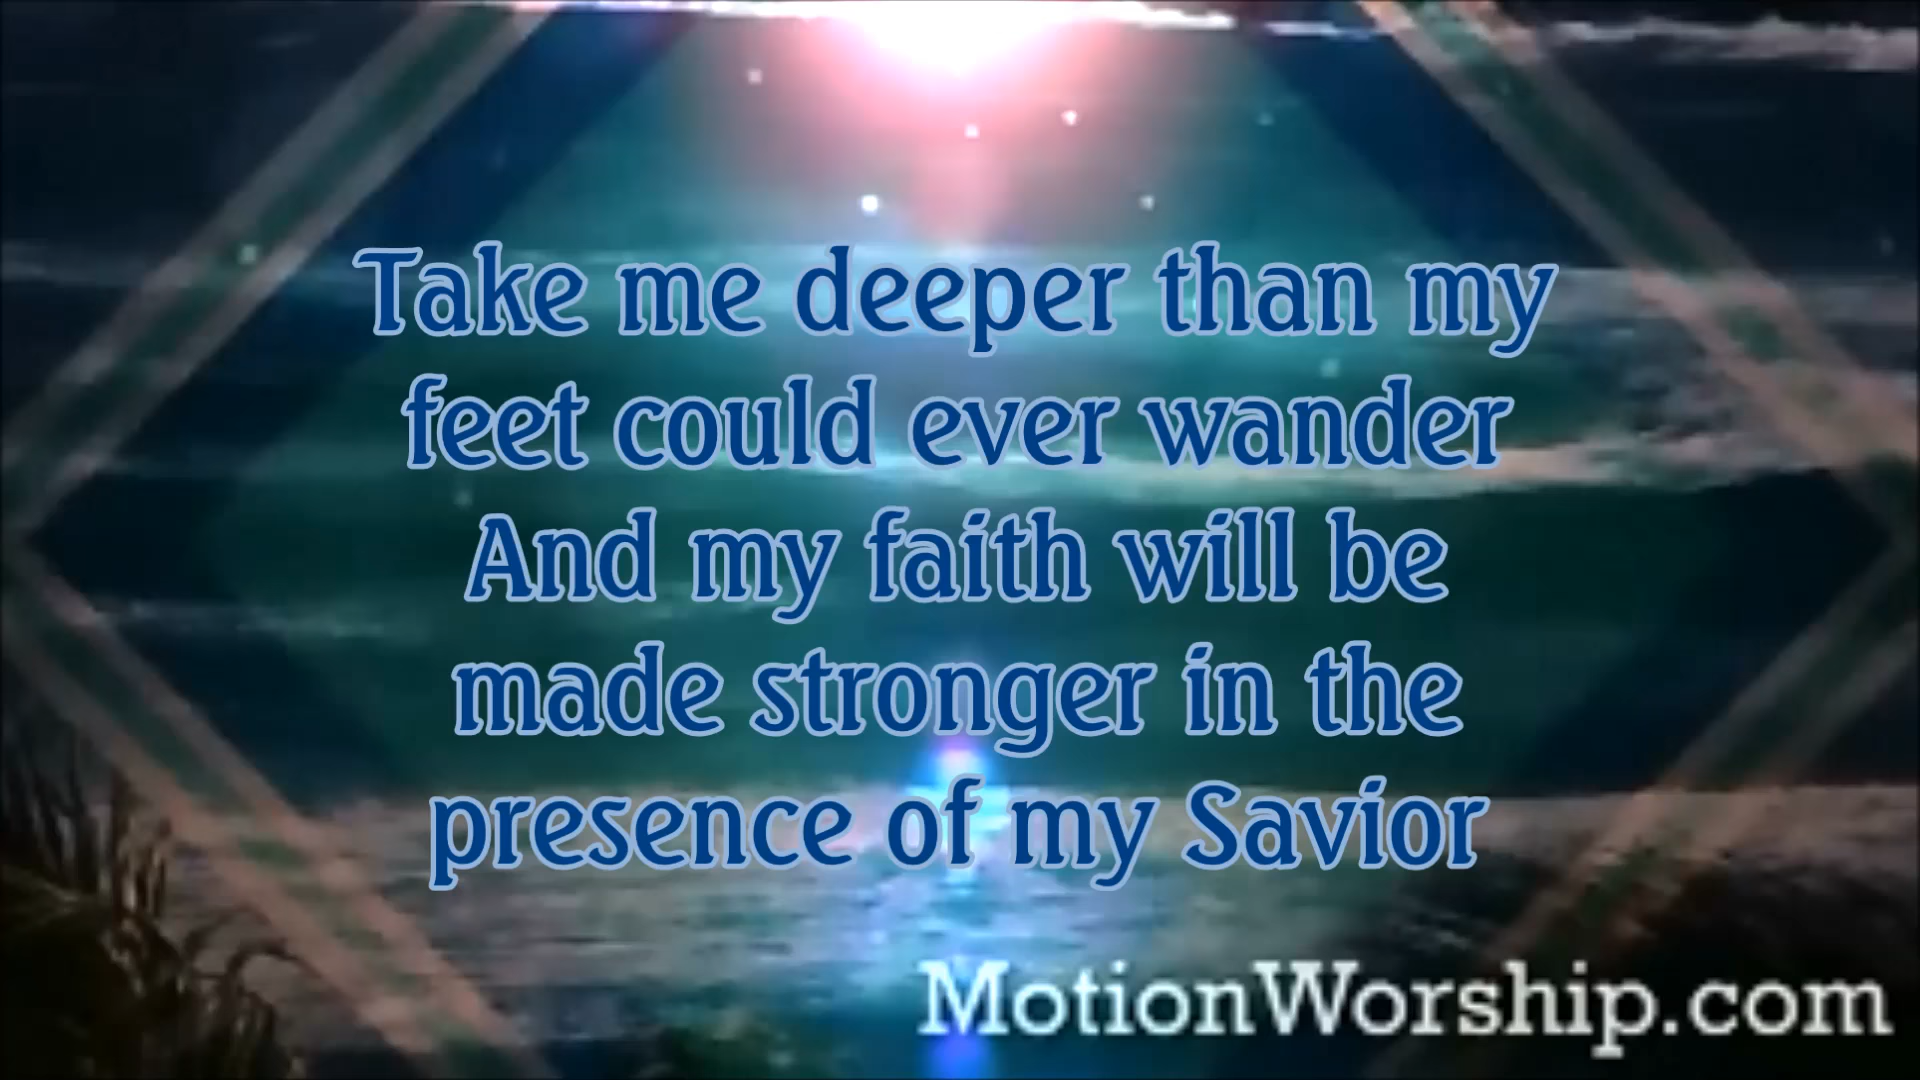 Take me deeper than my
feet could ever wander
And my faith will be
made stronger in the
presence of my Savior
MotionWorship.com